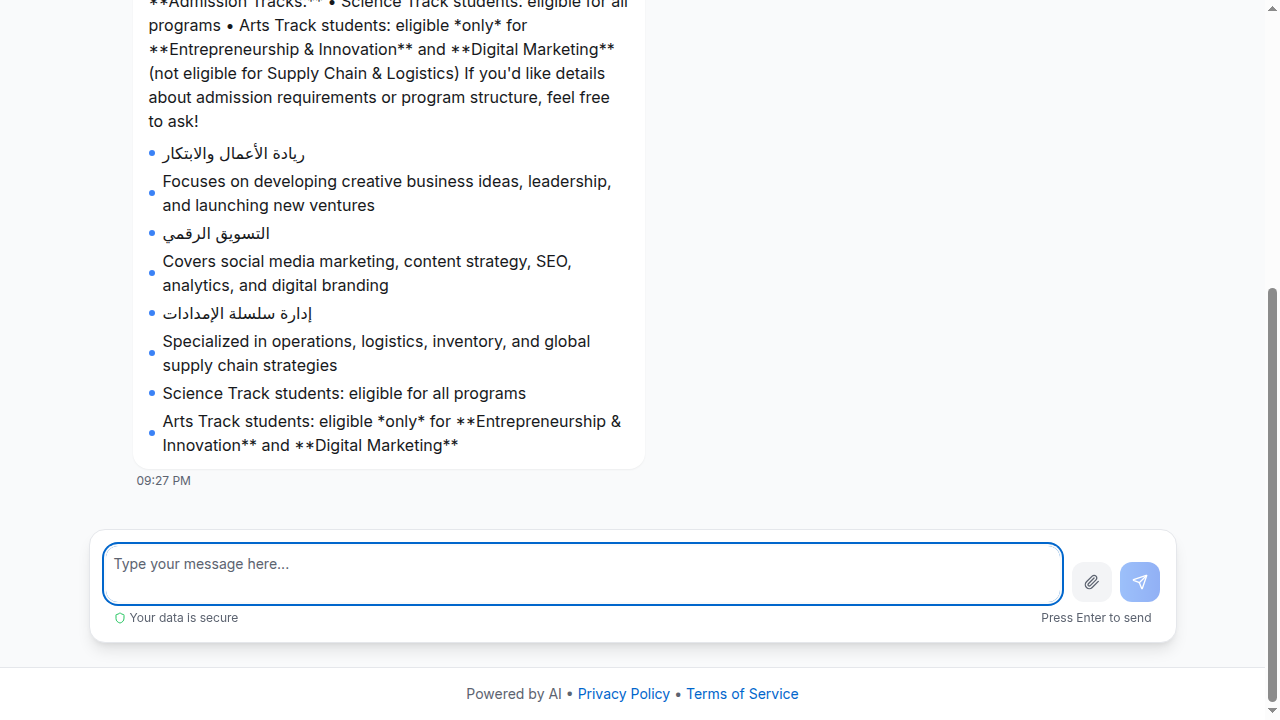 **Admission Tracks:** • Science Track students: eligible for all
programs • Arts Track students: eligible *only* for
**Entrepreneurship & Innovation** and **Digital Marketing**
(not eligible for Supply Chain & Logistics) If you'd like details
about admission requirements or program structure, feel free
to ask!
• ريادة الأعمال والابتكار
• Focuses on developing creative business ideas, leadership,
and launching new ventures
• التسويق الرقمي
• Covers social media marketing, content strategy, SEO,
analytics, and digital branding
• إدارة سلسلة الإمدادات
• Specialized in operations, logistics, inventory, and global
supply chain strategies
• Science Track students: eligible for all programs
• Arts Track students: eligible *only* for **Entrepreneurship &
Innovation** and **Digital Marketing**
09:27 PM
Type your message here...
Your data is secure
Press Enter to send
Powered by AI • Privacy Policy • Terms of Service